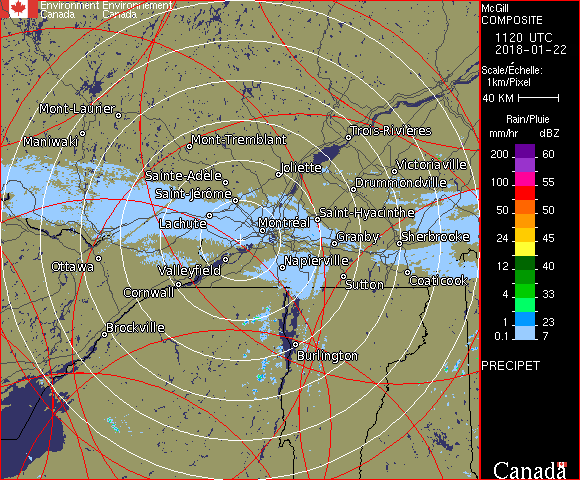 Environment Environnement
Canada Canada
McGill
COMPOSITE
1120 UTC
2018-01-22
Scale/Échelle:
1km/Pixel
40 KM
Rain/Pluie
mm/hr dBZ
200 60
100 55
50 50
24 45
12 40
4 33
1 23
0.1 7
PRECIPET
Mont-Laurier
Trois-Rivières
Maniwaki
Mont-Tremblant
Joliette
Victoriaville
Sainte-Adèle
Drummondville
Saint-Jérôme
Saint-Hyacinthe
Lachute
Montréal
Granby
Sherbrooke
Ottawa
Valleyfield
Napierville
Sutton
Coaticook
Cornwall
Brockville
Burlington
Canada